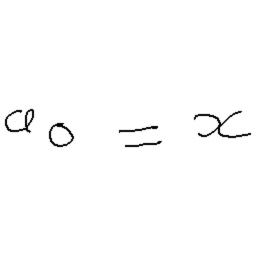 a₀ = x